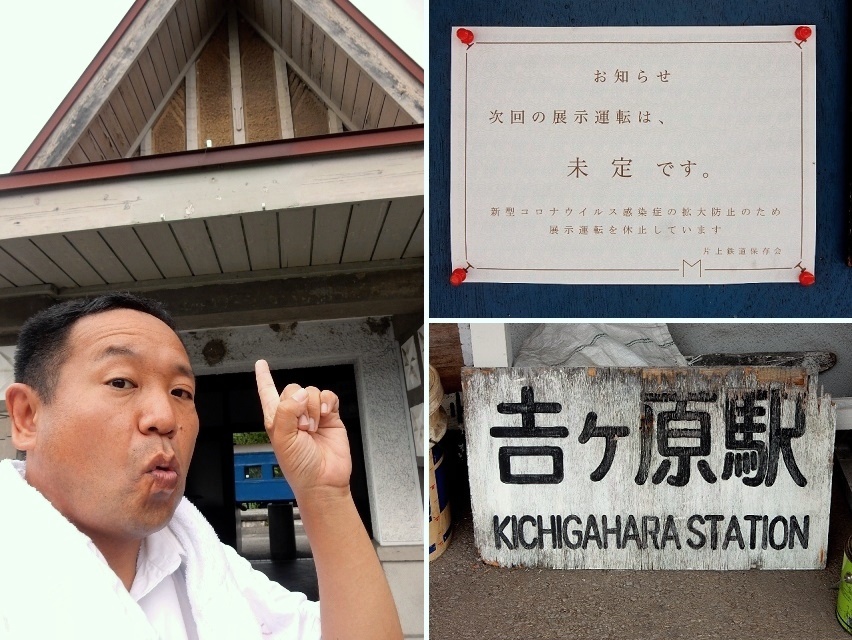 お知らせ
次回の展示運転は、
未定です。
新型コロナウイルス感染症の拡大防止のため
展示運転を休止しています
片上鉄道保存会
吉ヶ原駅
KICHIGAHARA STATION